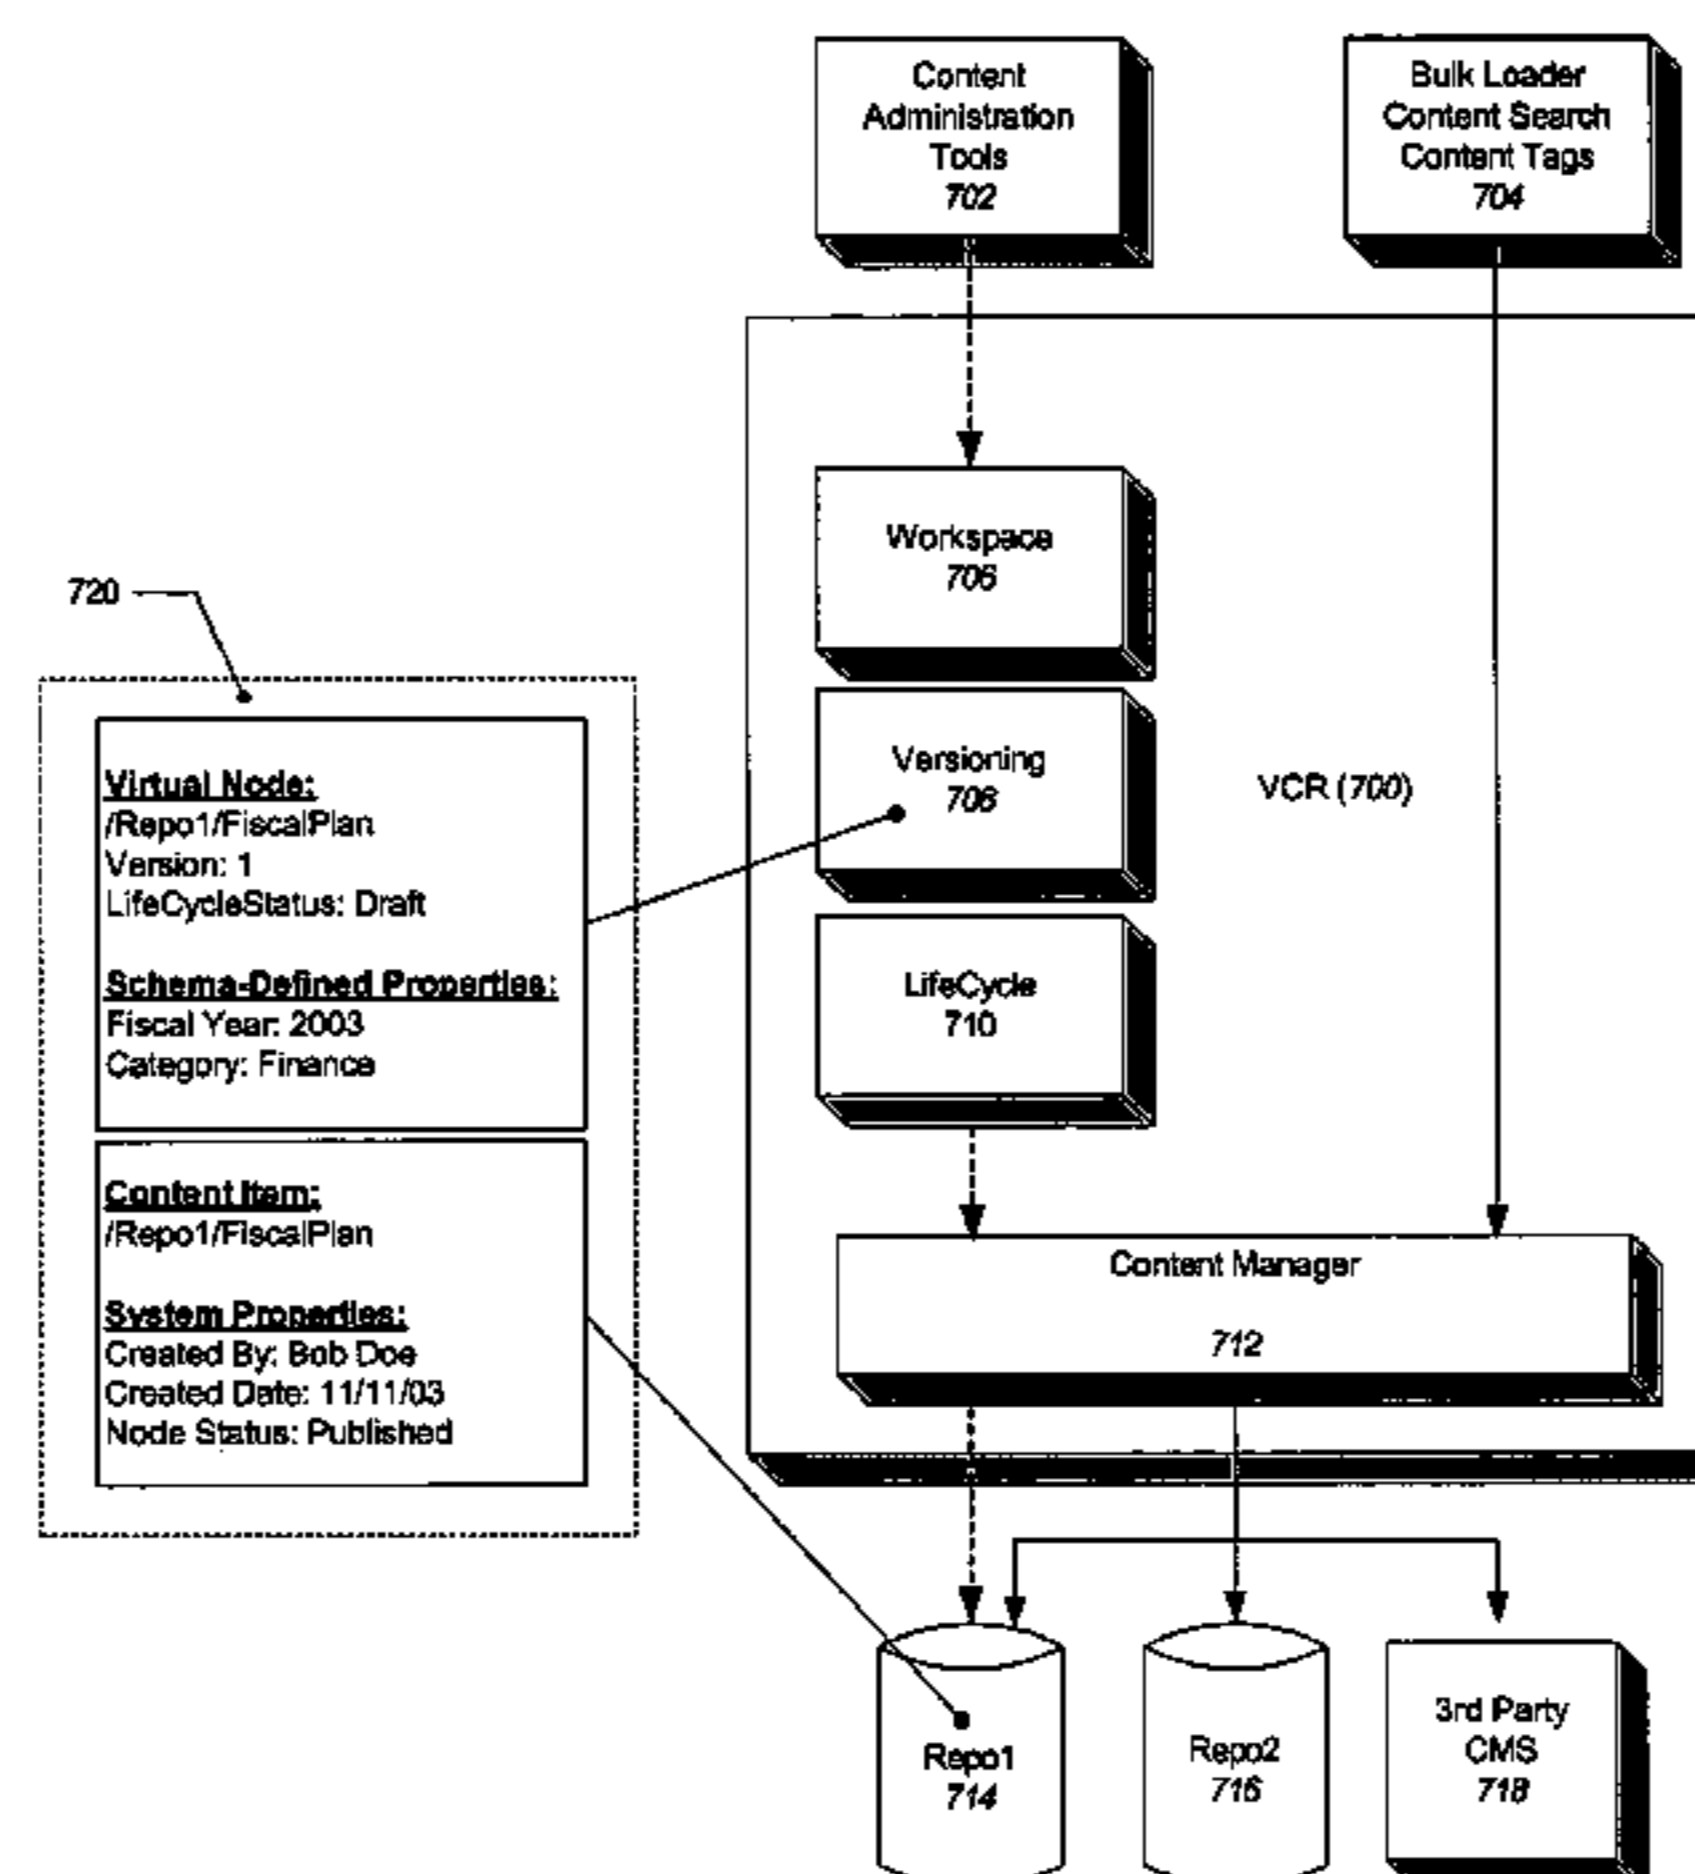 Content
Administration
Tools
702
Bulk Loader
Content Search
Content Tags
704
Workspace
706
720
Versioning
708
VCR (700)
Virtual Node:
/Repo1/FiscalPlan
Version: 1
LifeCycleStatus: Draft
Schema-Defined Properties:
Fiscal Year: 2003
Category: Finance
LifeCycle
710
Content Item:
/Repo1/FiscalPlan
System Properties:
Created By: Bob Doe
Created Date: 11/11/03
Node Status: Published
Content Manager
712
Repo1
714
Repo2
716
3rd Party
CMS
718